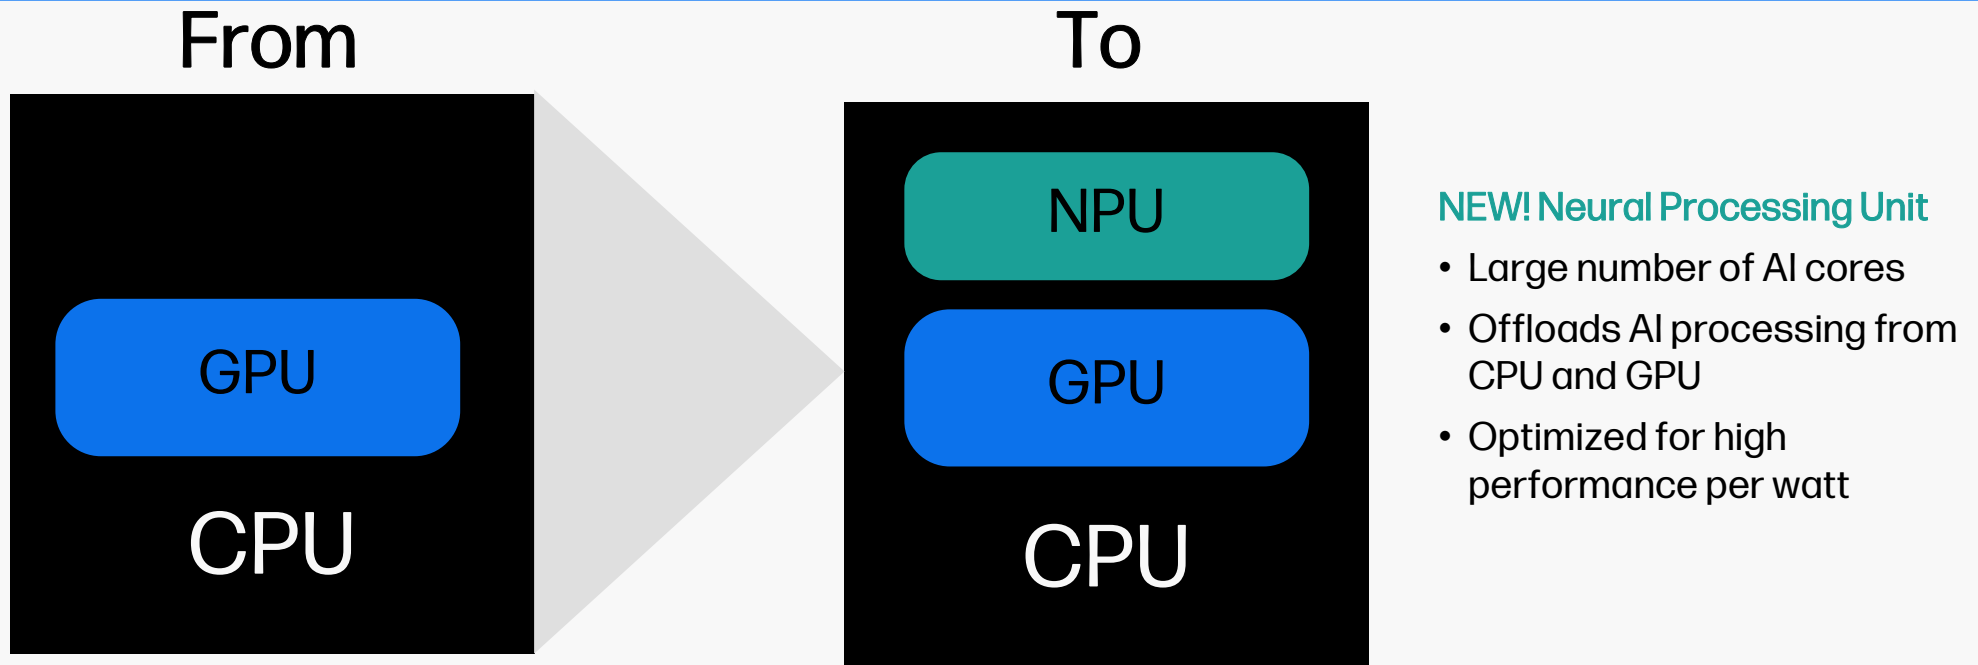 From
To
GPU
CPU
NPU
GPU
CPU
NEW! Neural Processing Unit
• Large number of AI cores
• Offloads AI processing from
CPU and GPU
• Optimized for high
performance per watt